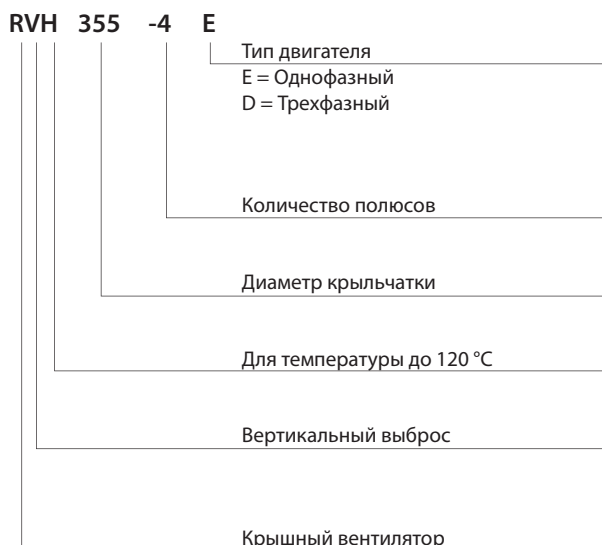 RVH 355 -4 E
Тип двигателя
E = Однофазный
D = Трехфазный
Количество полюсов
Диаметр крыльчатки
Для температуры до 120 °C
Вертикальный выброс
Крышный вентилятор